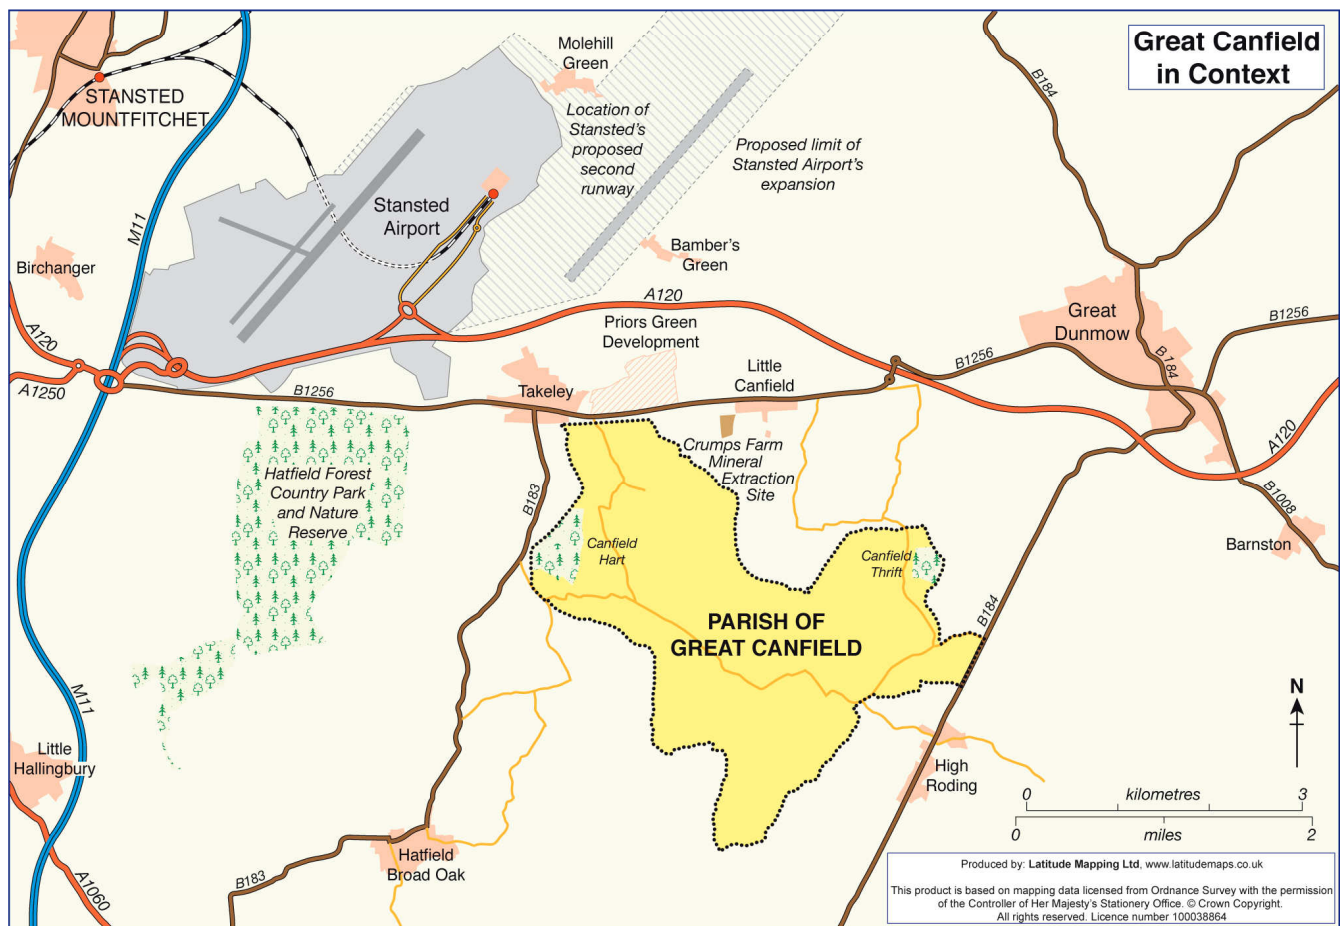 Great Canfield
in Context
Molehill
Green
B184
STANSTED
MOUNTFITCHET
Location of
Stansted's
proposed
second
runway
Proposed limit of
Stansted Airport's
expansion
M11
Stansted
Airport
Birchanger
Bamber's
Green
A120
A120
Priors Green
Development
Great
Dunmow
B1256
B1256
B184
A1250
B1256
Takeley
Little
Canfield
Crumps Farm
Mineral
Extraction
Site
A120
Hatfield Forest
Country Park
and Nature
Reserve
B183
B1008
Canfield
Hart
Canfield
Thrift
Barnston
PARISH OF
GREAT CANFIELD
B184
M11
N
Little
Hallingbury
High
Roding
0 kilometres 3
0 miles 2
Hatfield
Broad Oak
B183
A1060
Produced by: Latitude Mapping Ltd, www.latitudemaps.co.uk
This product is based on mapping data licensed from Ordnance Survey with the permission
of the Controller of Her Majesty's Stationery Office. © Crown Copyright.
All rights reserved. Licence number 100038864